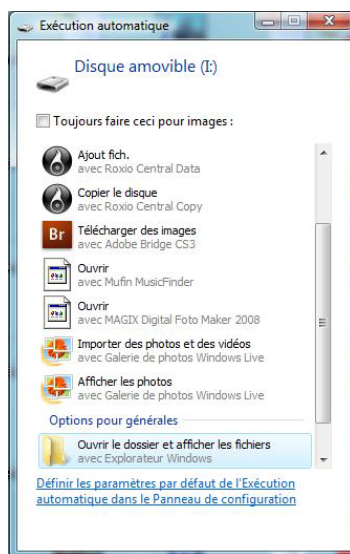 Exécution automatique
Disque amovible (I:)
Toujours faire ceci pour images :
Ajout fich.
avec Roxio Central Data
Copier le disque
avec Roxio Central Copy
Br
Télécharger des images
avec Adobe Bridge CS3
Ouvrir
avec Mufin MusicFinder
Ouvrir
avec MAGIX Digital Foto Maker 2008
Importer des photos et des vidéos
avec Galerie de photos Windows Live
Afficher les photos
avec Galerie de photos Windows Live
Options pour générales
Ouvrir le dossier et afficher les fichiers
avec Explorateur Windows
Définir les paramètres par défaut de l'Exécution
automatique dans le Panneau de configuration